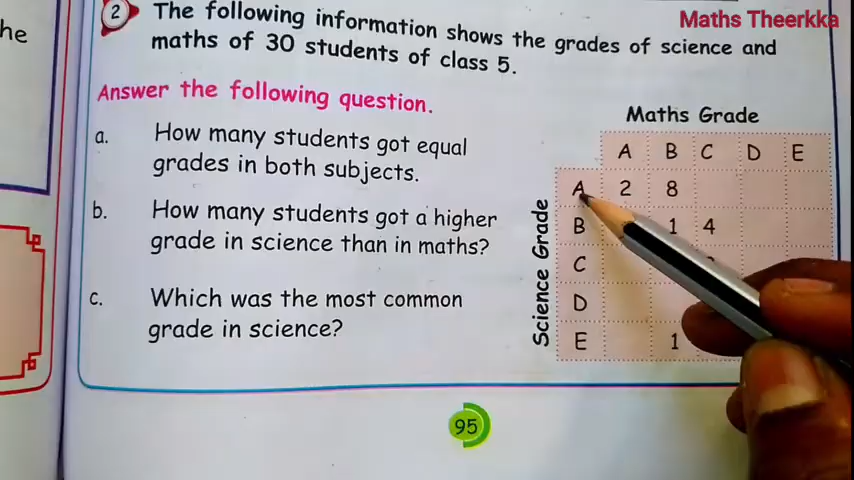 he
2 The following information shows the grades of science and
maths of 30 students of class 5.
Maths Theerkka
Answer the following question.
a. How many students got equal
grades in both subjects.
b. How many students got a higher
grade in science than in maths?
c. Which was the most common
grade in science?
Maths Grade
A B C D E
Science Grade
A 2 8
B 1 4
C
D
E 1
95